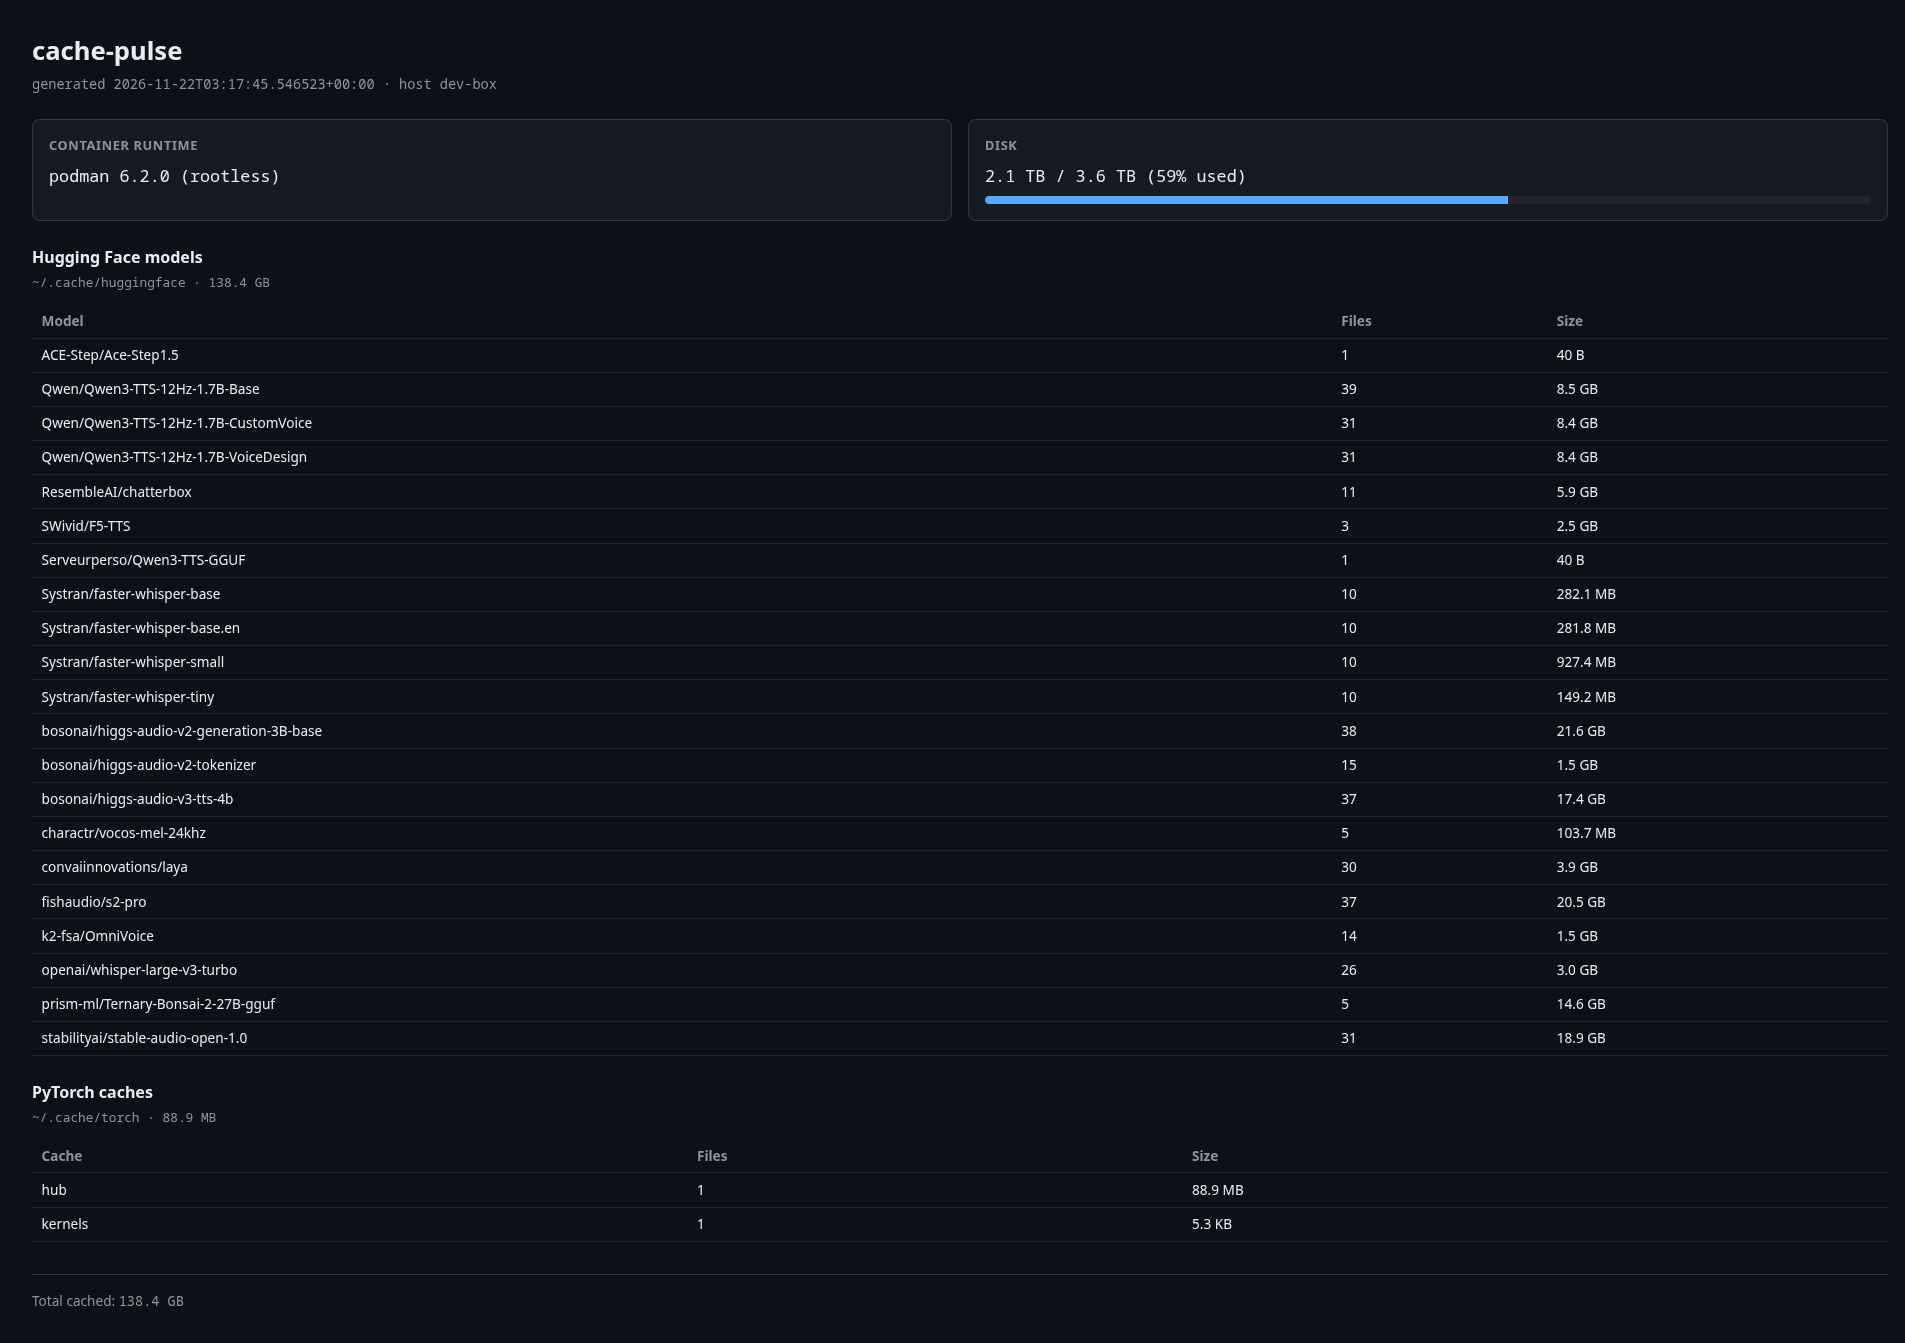 cache-pulse
generated 2026-11-22T03:17:45.546523+00:00 · host dev-box
CONTAINER RUNTIME
podman 6.2.0 (rootless)
DISK
2.1 TB / 3.6 TB (59% used)
Hugging Face models
~/.cache/huggingface · 138.4 GB
Model Files Size
ACE-Step/Ace-Step1.5 1 40 B
Qwen/Qwen3-TTS-12Hz-1.7B-Base 39 8.5 GB
Qwen/Qwen3-TTS-12Hz-1.7B-CustomVoice 31 8.4 GB
Qwen/Qwen3-TTS-12Hz-1.7B-VoiceDesign 31 8.4 GB
ResembleAI/chatterbox 11 5.9 GB
SWivid/F5-TTS 3 2.5 GB
Serveurperso/Qwen3-TTS-GGUF 1 40 B
Systran/faster-whisper-base 10 282.1 MB
Systran/faster-whisper-base.en 10 281.8 MB
Systran/faster-whisper-small 10 927.4 MB
Systran/faster-whisper-tiny 10 149.2 MB
bosonai/higgs-audio-v2-generation-3B-base 38 21.6 GB
bosonai/higgs-audio-v2-tokenizer 15 1.5 GB
bosonai/higgs-audio-v3-tts-4b 37 17.4 GB
charactr/vocos-mel-24khz 5 103.7 MB
convaiinnovations/laya 30 3.9 GB
fishaudio/s2-pro 37 20.5 GB
k2-fsa/OmniVoice 14 1.5 GB
openai/whisper-large-v3-turbo 26 3.0 GB
prism-ml/Ternary-Bonsai-2-27B-gguf 5 14.6 GB
stabilityai/stable-audio-open-1.0 31 18.9 GB
PyTorch caches
~/.cache/torch · 88.9 MB
Cache Files Size
hub 1 88.9 MB
kernels 1 5.3 KB
Total cached: 138.4 GB